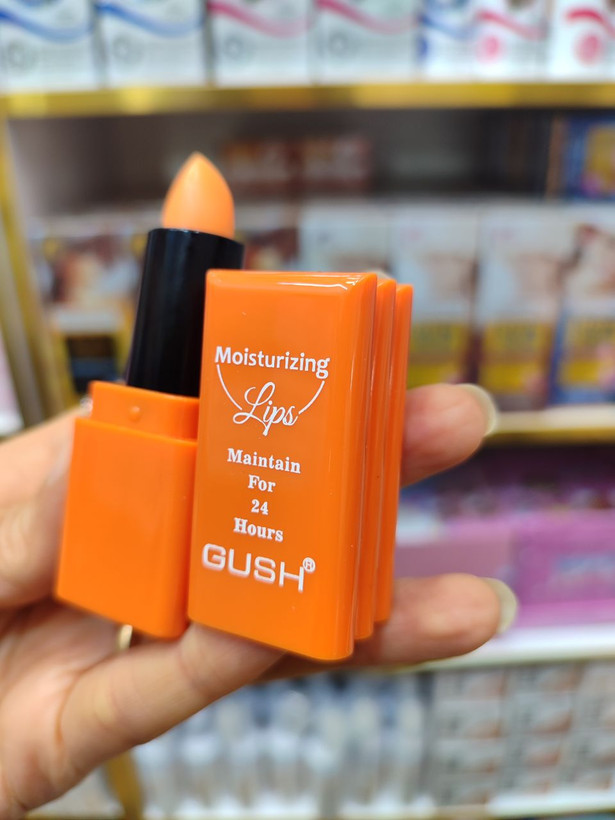 Moisturizing
Lips
Maintain
For
24
Hours
GUSH®